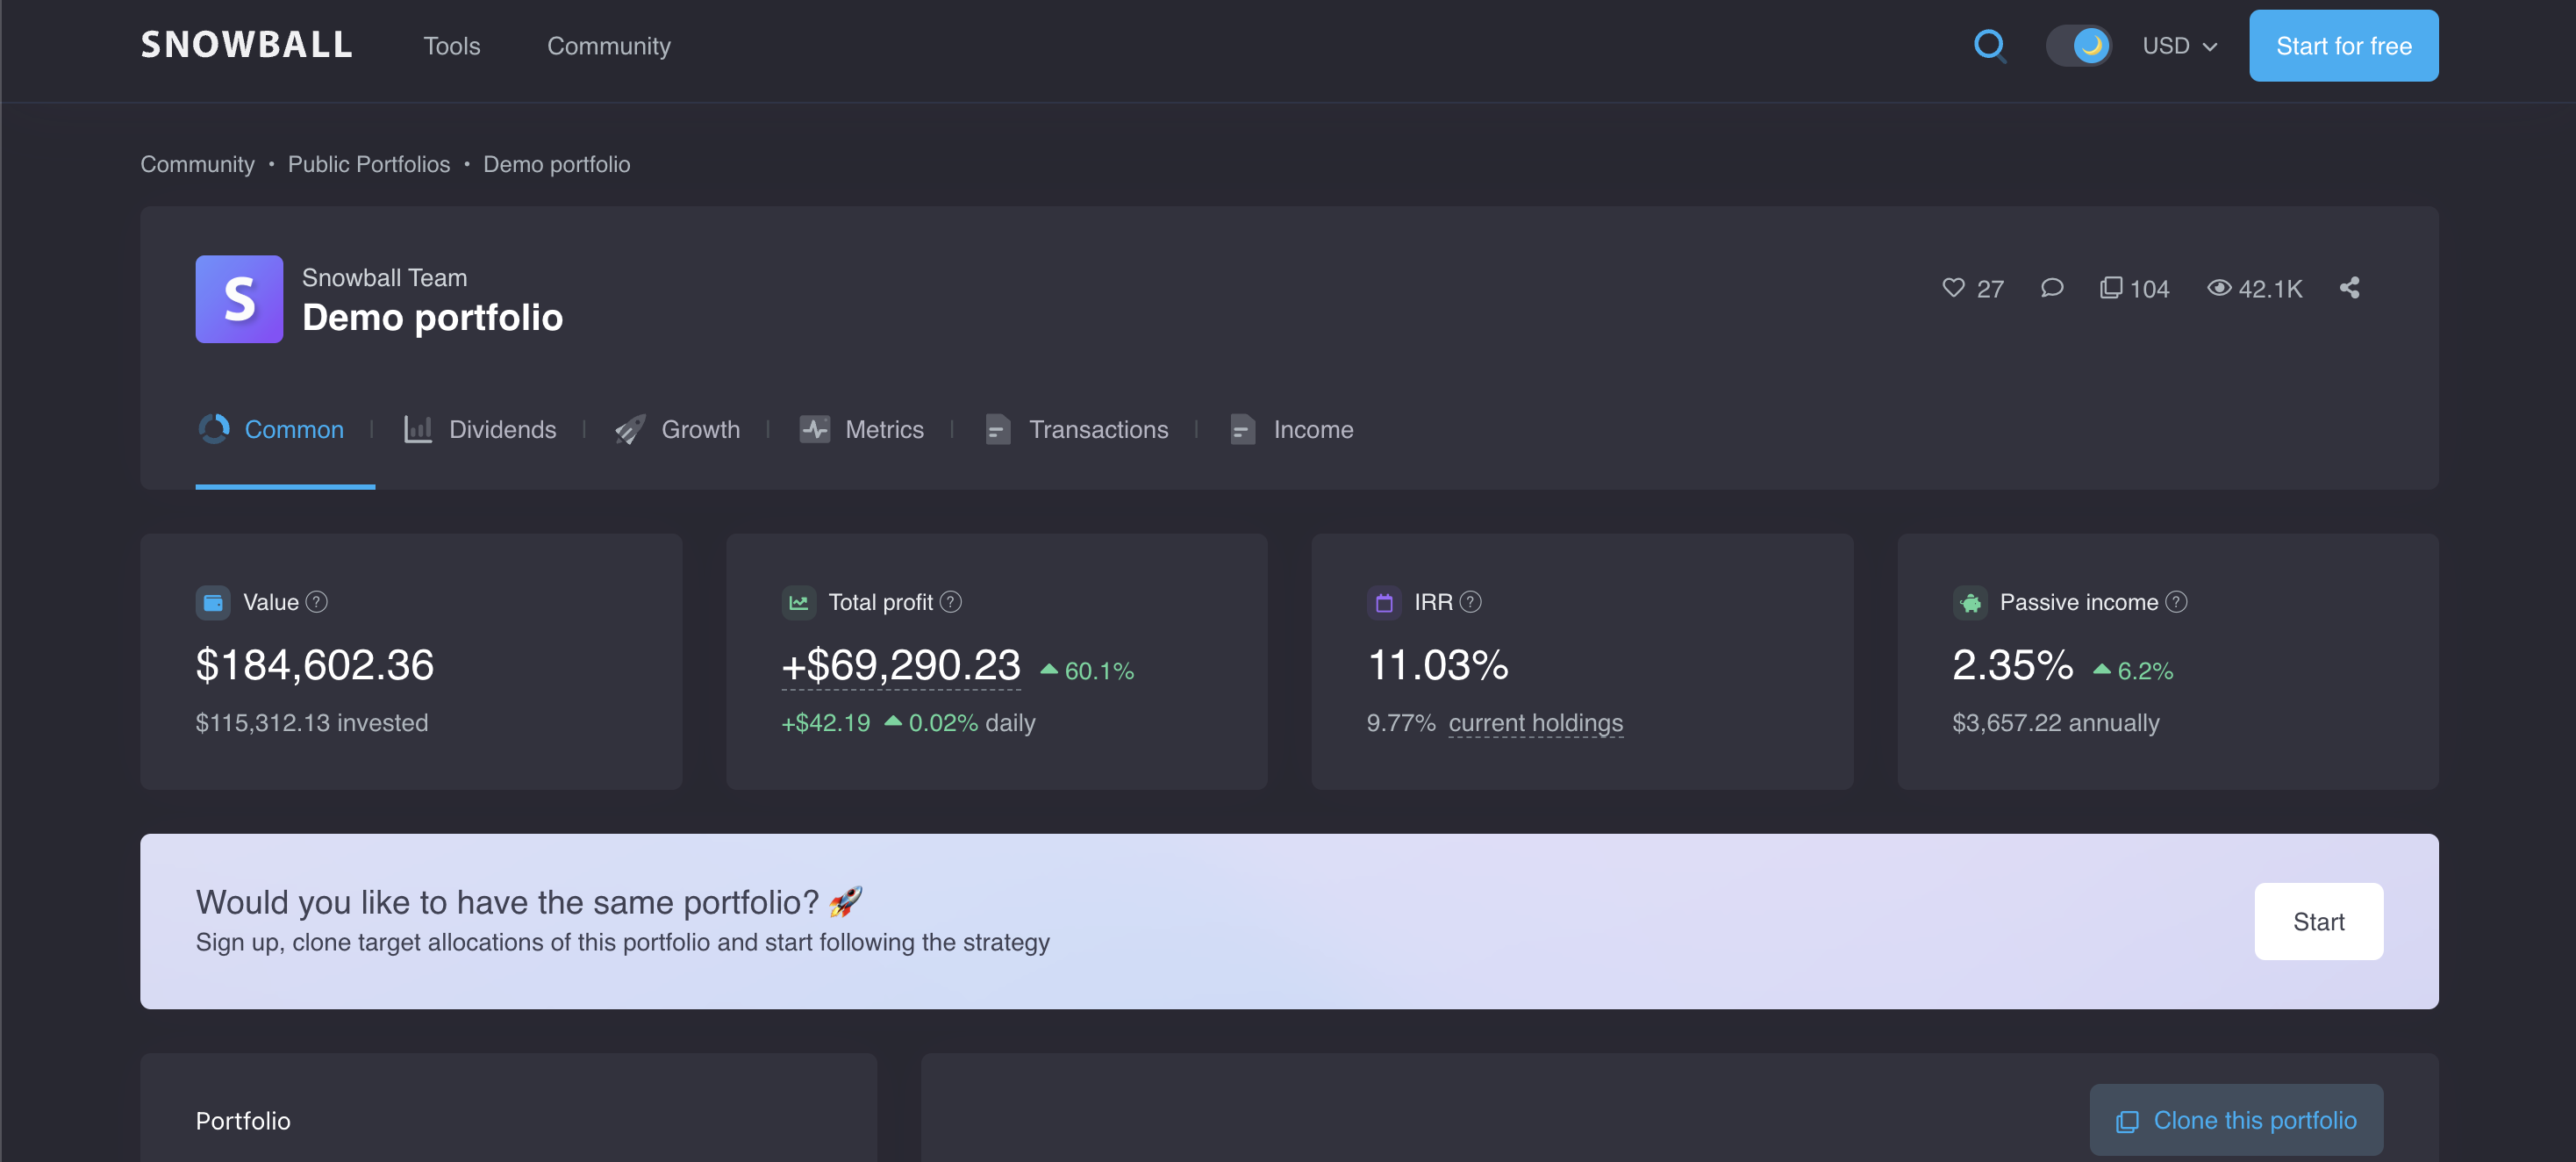 SNOWBALL Tools Community USD Start for free
Community • Public Portfolios • Demo portfolio
S
Snowball Team
Demo portfolio
27 104 42.1K
Common | Dividends | Growth | Metrics | Transactions | Income
Value ?
$184,602.36
$115,312.13 invested
Total profit ?
+$69,290.23 60.1%
+$42.19 0.02% daily
IRR ?
11.03%
9.77% current holdings
Passive income ?
2.35% 6.2%
$3,657.22 annually
Would you like to have the same portfolio? 🚀
Sign up, clone target allocations of this portfolio and start following the strategy
Start
Portfolio
Clone this portfolio